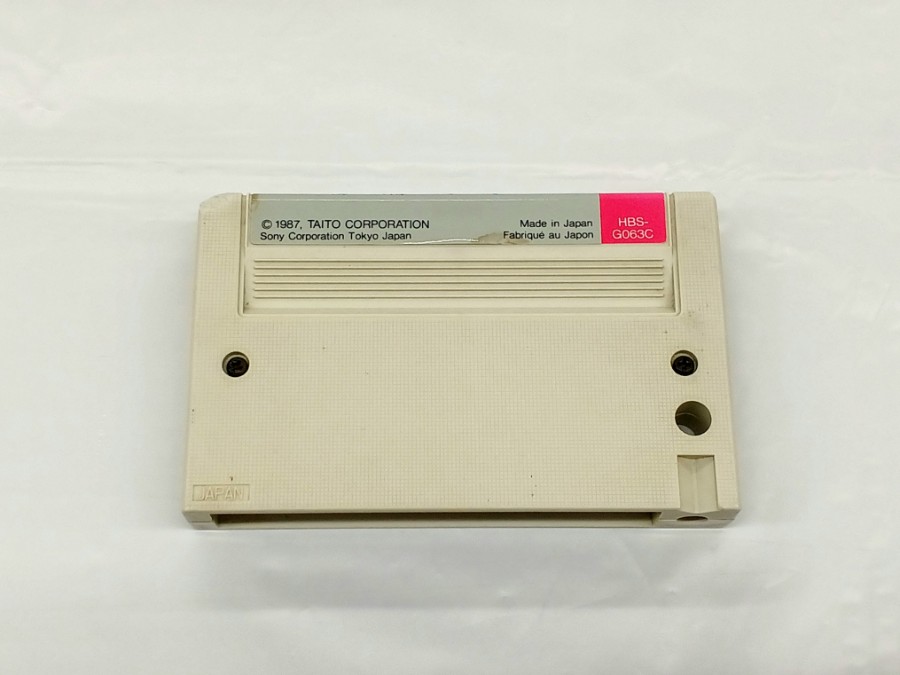 © 1987, TAITO CORPORATION
Sony Corporation Tokyo Japan
Made in Japan
Fabriqué au Japon
HBS-
G063C
JAPAN